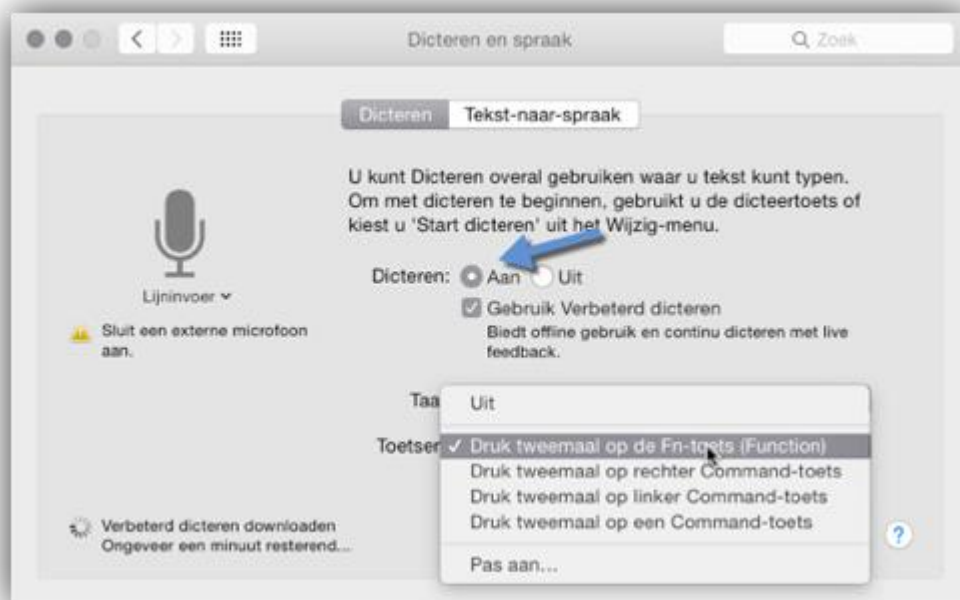 Dicteren en spraak
Zoek
Dicteren
Tekst-naar-spraak
U kunt Dicteren overal gebruiken waar u tekst kunt typen.
Om met dicteren te beginnen, gebruikt u de dicteertoets of
kiest u 'Start dicteren' uit het Wijzig-menu.
Dicteren: Aan Uit
Lijninvoer
Gebruik Verbeterd dicteren
Sluit een externe microfoon
aan.
Biedt offline gebruik en continu dicteren met live
feedback.
Taa
Uit
Toetser
✓ Druk tweemaal op de Fn-toets (Function)
Druk tweemaal op rechter Command-toets
Druk tweemaal op linker Command-toets
Druk tweemaal op een Command-toets
Verbeterd dicteren downloaden
Ongeveer een minuut resterend...
?
Pas aan...